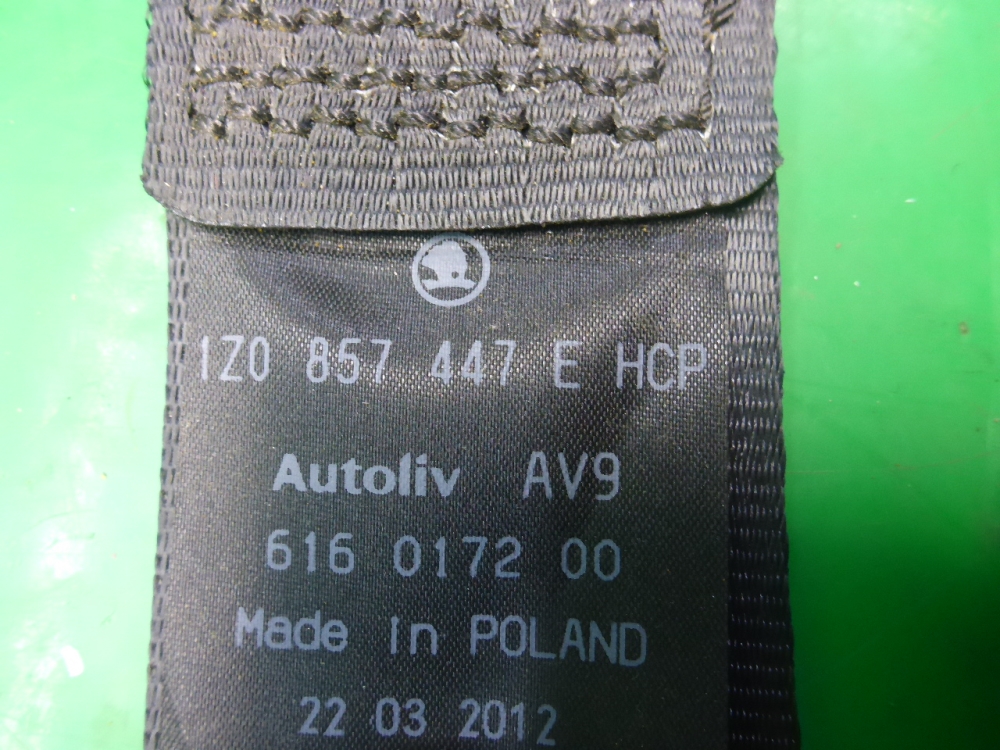 1Z0 857 447 E HCP
Autoliv AV9
616 0172 00
Made in POLAND
22 03 2012